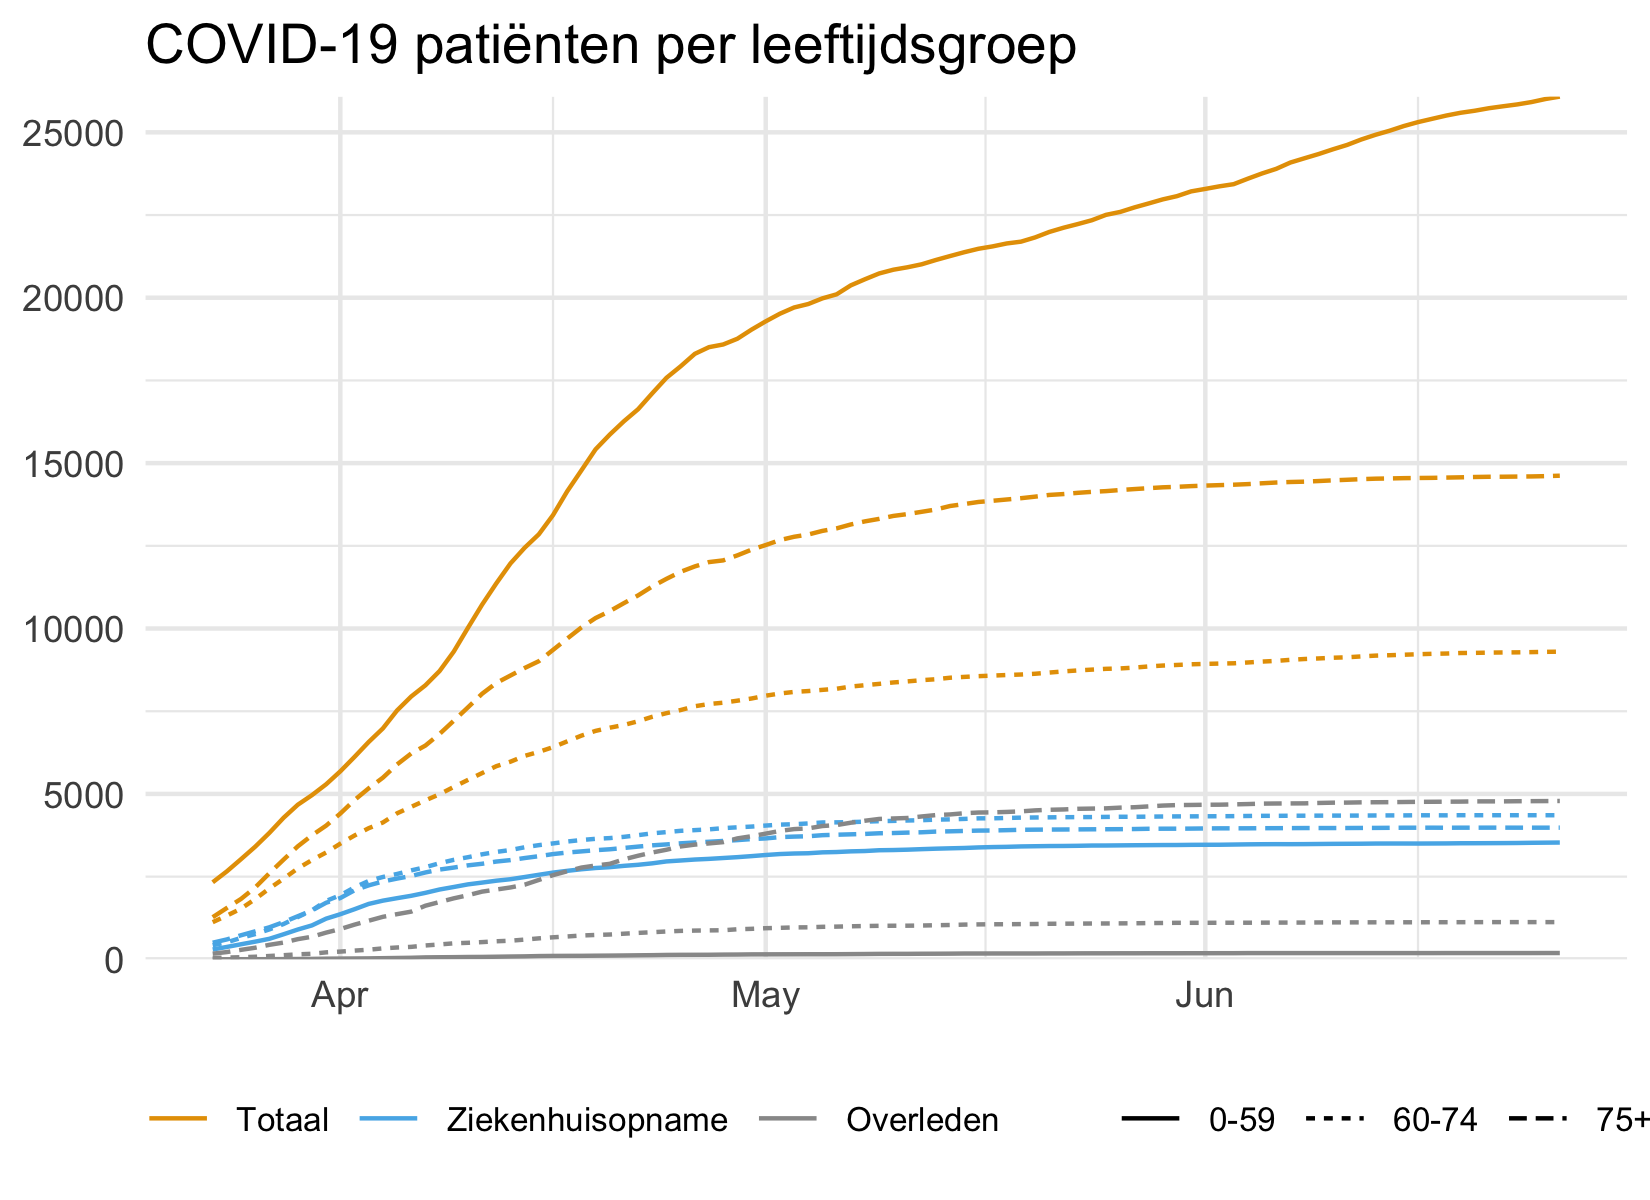 COVID-19 patiënten per leeftijdsgroep
25000
20000
15000
10000
5000
0
Apr May Jun
Totaal Ziekenhuisopname Overleden 0-59 60-74 75+